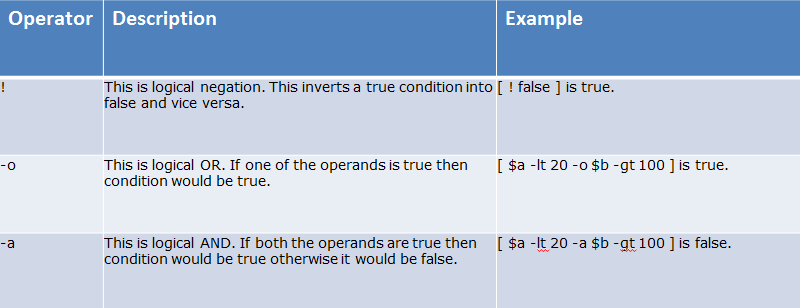 Operator Description Example
! This is logical negation. This inverts a true condition into [ ! false ] is true.
false and vice versa.
-o This is logical OR. If one of the operands is true then [ $a -lt 20 -o $b -gt 100 ] is true.
condition would be true.
-a This is logical AND. If both the operands are true then [ $a -lt 20 -a $b -gt 100 ] is false.
condition would be true otherwise it would be false.